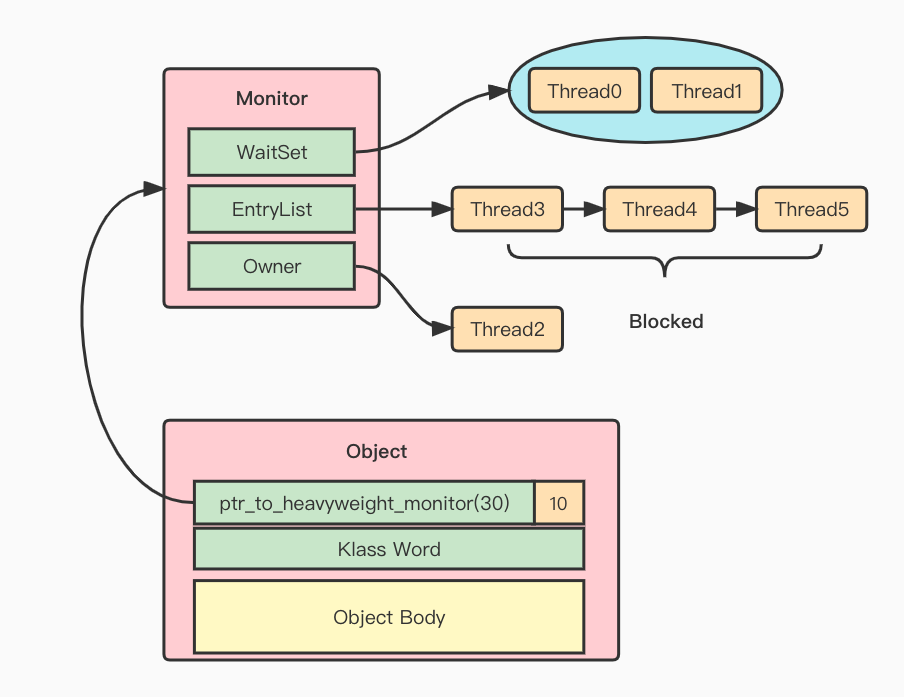 Monitor
WaitSet
EntryList
Owner
Thread0
Thread1
Thread3
Thread4
Thread5
Blocked
Thread2
Object
ptr_to_heavyweight_monitor(30)
10
Klass Word
Object Body